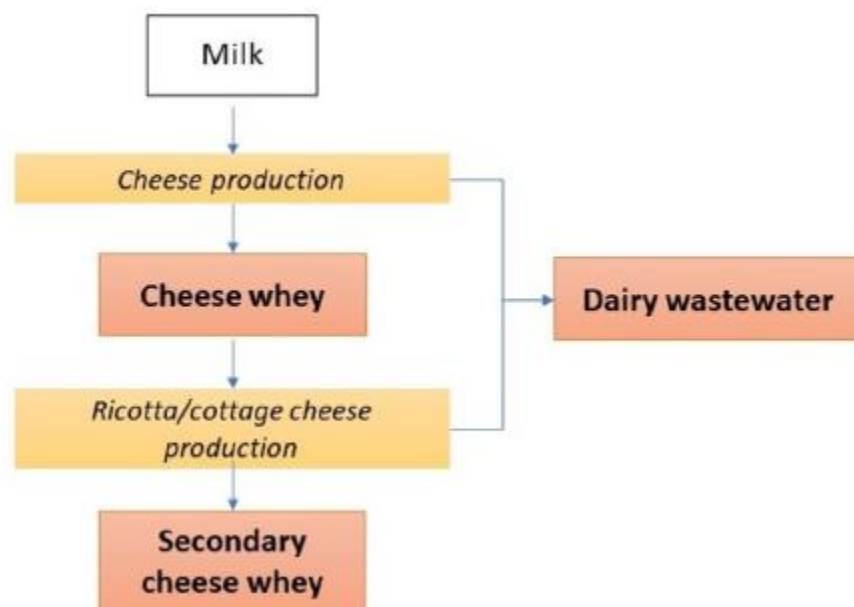 Milk
Cheese production
Cheese whey
Dairy wastewater
Ricotta/cottage cheese
production
Secondary
cheese whey